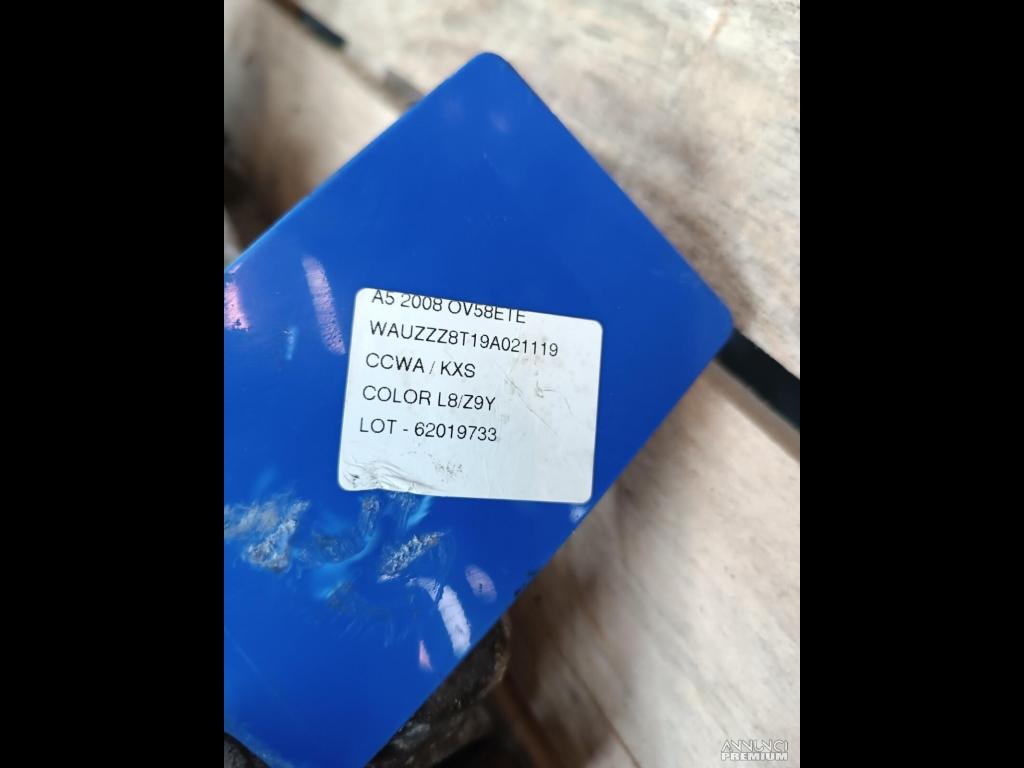 A5 2008 OV58ETE
WAUZZZ8T19A021119
CCWA / KXS
COLOR L8/Z9Y
LOT - 62019733
ANNUNCI
PREMIUM